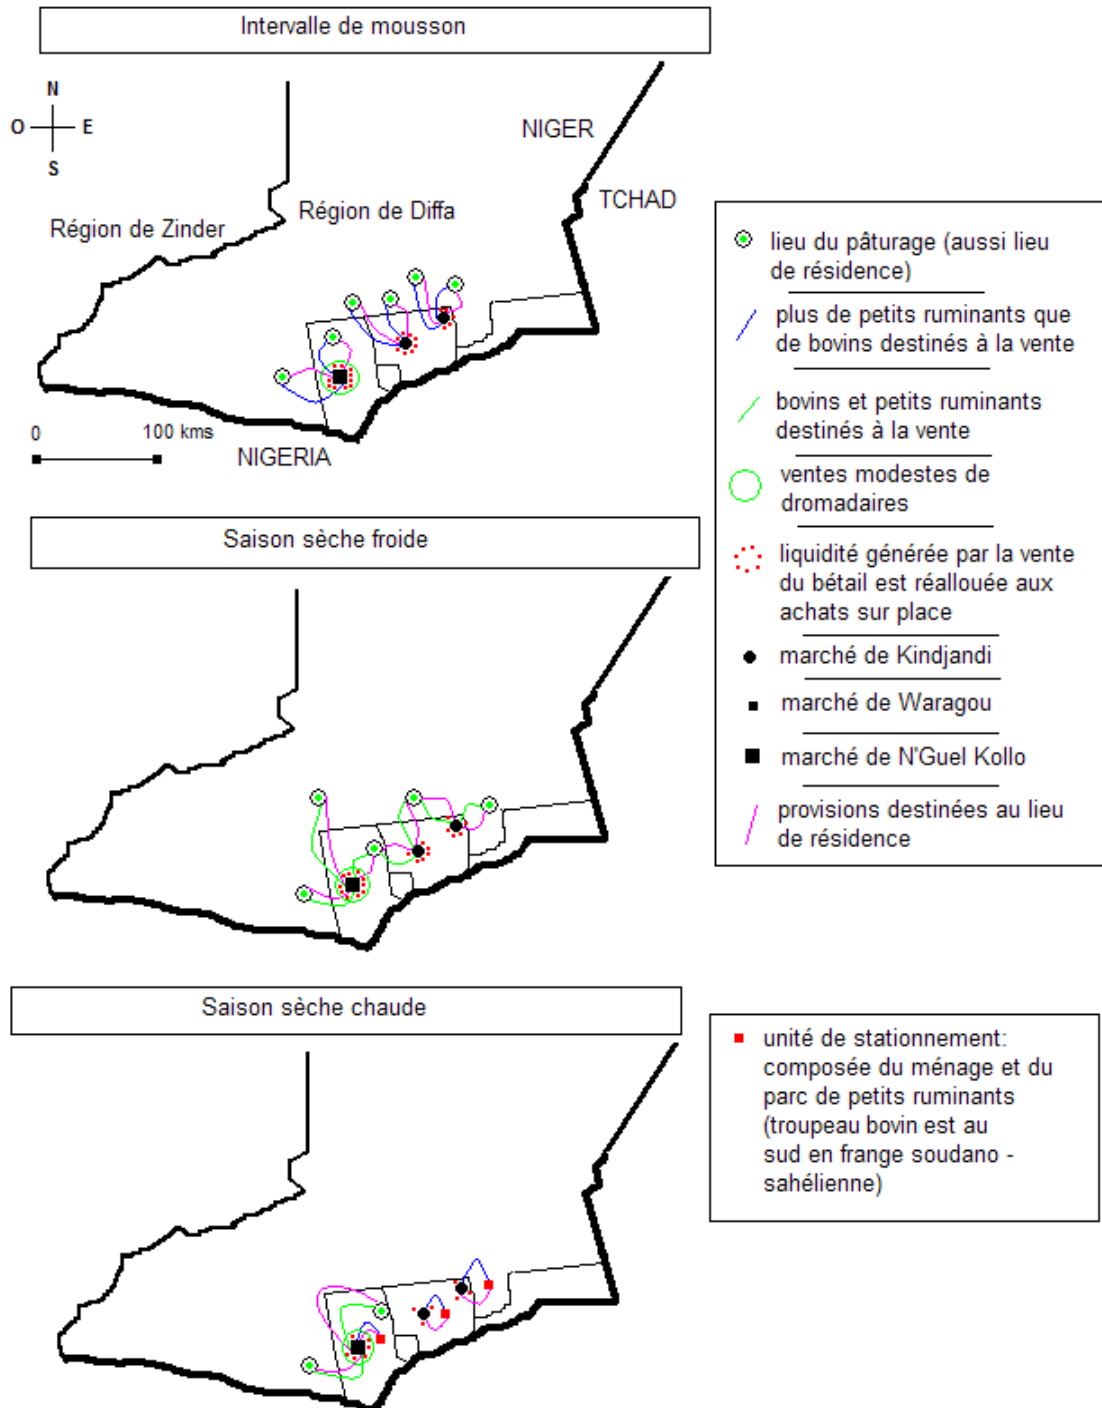 Intervalle de mousson
N
O
E
S
NIGER
TCHAD
Région de Zinder
Région de Diffa
0
100 kms
NIGERIA
lieu du pâturage (aussi lieu
de résidence)
plus de petits ruminants que
de bovins destinés à la vente
bovins et petits ruminants
destinés à la vente
ventes modestes de
dromadaires
liquidité générée par la vente
du bétail est réallouée aux
achats sur place
marché de Kindjandi
marché de Waragou
marché de N'Guel Kollo
provisions destinées au lieu
de résidence
Saison sèche froide
Saison sèche chaude
unité de stationnement:
composée du ménage et du
parc de petits ruminants
(troupeau bovin est au
sud en frange soudano -
sahélienne)